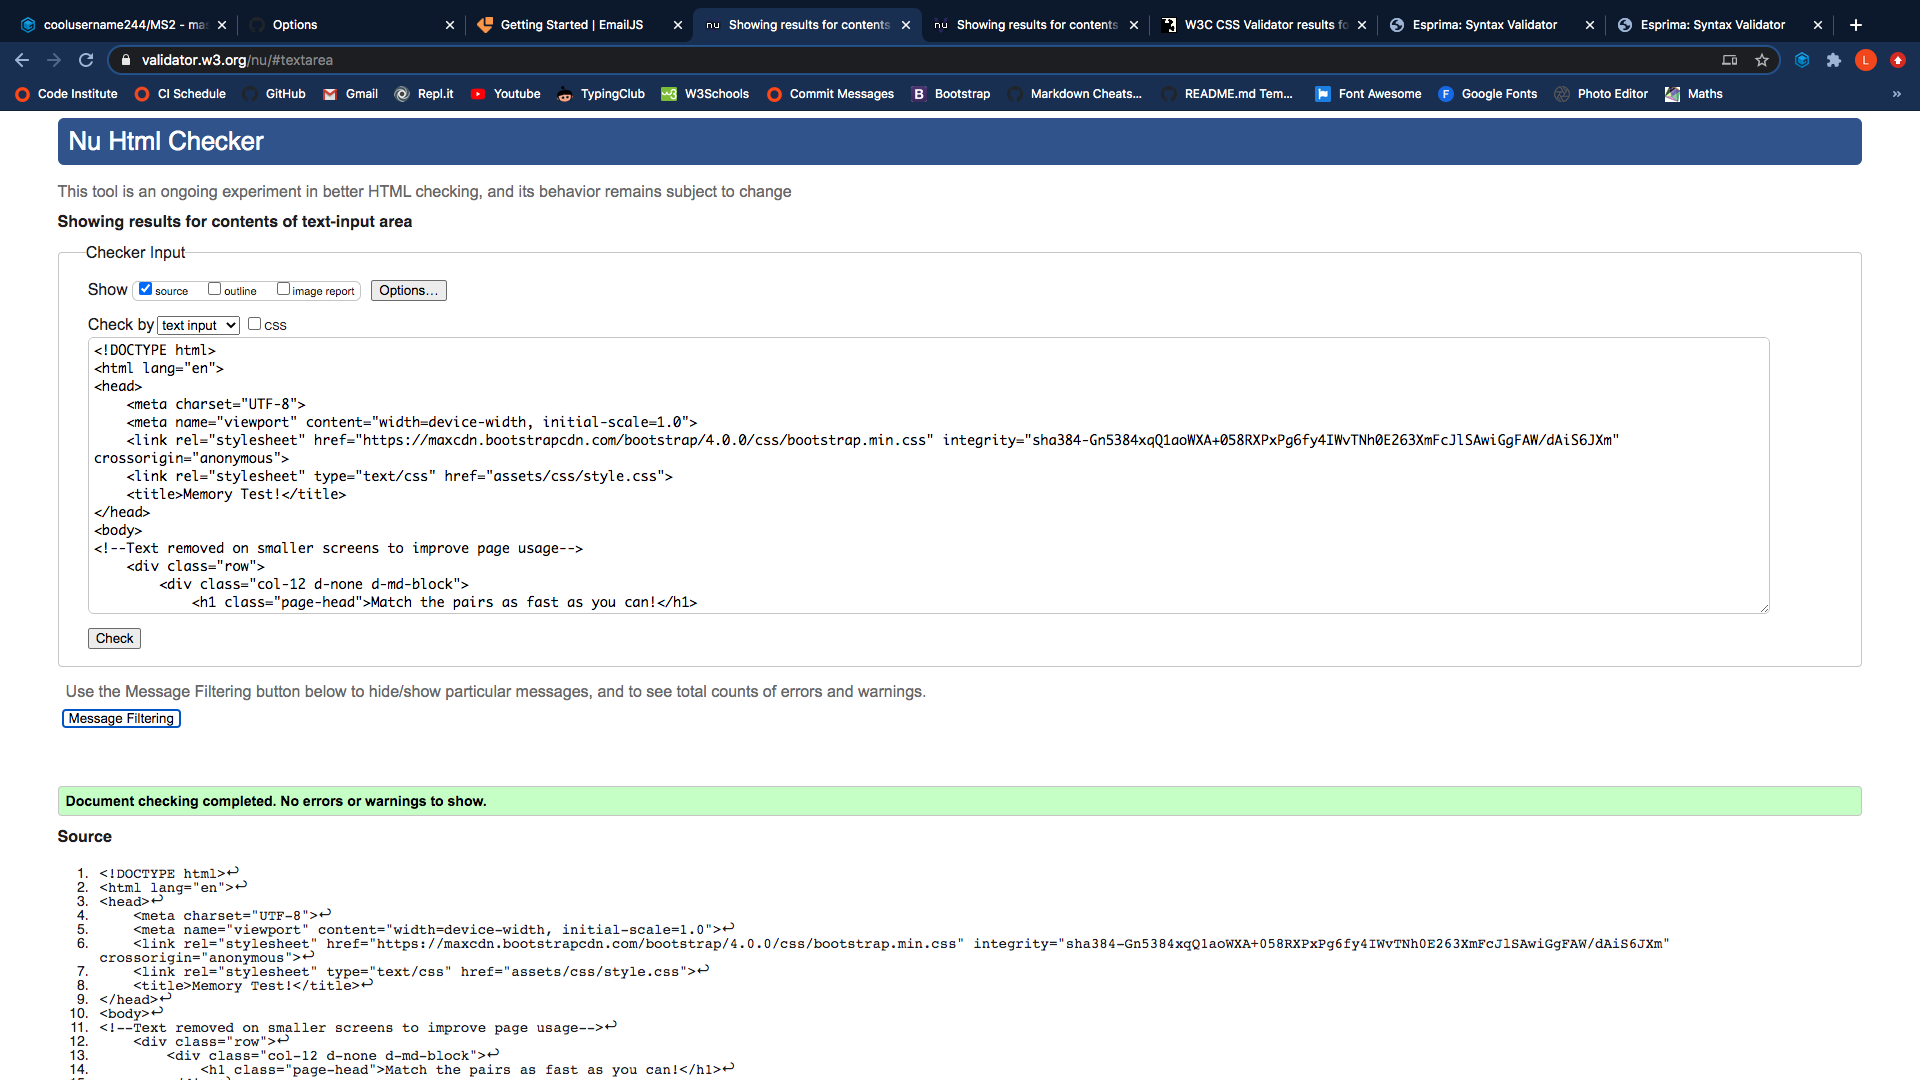 coolusername244/MS2 - ma
Options
Getting Started | EmailJS
nu Showing results for contents
nu Showing results for contents
W3C CSS Validator results fo
Esprima: Syntax Validator
Esprima: Syntax Validator
validator.w3.org/nu/#textarea
L
Code Institute
CI Schedule
GitHub
Gmail
Repl.it
Youtube
TypingClub
W3Schools
Commit Messages
B Bootstrap
Markdown Cheats...
README.md Tem...
Font Awesome
F Google Fonts
Photo Editor
Maths
»
Nu Html Checker
This tool is an ongoing experiment in better HTML checking, and its behavior remains subject to change
Showing results for contents of text-input area
Checker Input
Show source outline image report Options...
Check by text input css
<!DOCTYPE html>
<html lang="en">
<head>
    <meta charset="UTF-8">
    <meta name="viewport" content="width=device-width, initial-scale=1.0">
    <link rel="stylesheet" href="https://maxcdn.bootstrapcdn.com/bootstrap/4.0.0/css/bootstrap.min.css" integrity="sha384-Gn5384xqQ1aoWXA+058RXPxPg6fy4IWvTNh0E263XmFcJlSAwiGgFAW/dAiS6JXm"
crossorigin="anonymous">
    <link rel="stylesheet" type="text/css" href="assets/css/style.css">
    <title>Memory Test!</title>
</head>
<body>
<!--Text removed on smaller screens to improve page usage-->
    <div class="row">
        <div class="col-12 d-none d-md-block">
            <h1 class="page-head">Match the pairs as fast as you can!</h1>
Check
Use the Message Filtering button below to hide/show particular messages, and to see total counts of errors and warnings.
Message Filtering
Document checking completed. No errors or warnings to show.
Source
1. <!DOCTYPE html>↩
2. <html lang="en">↩
3. <head>↩
4.     <meta charset="UTF-8">↩
5.     <meta name="viewport" content="width=device-width, initial-scale=1.0">↩
6.     <link rel="stylesheet" href="https://maxcdn.bootstrapcdn.com/bootstrap/4.0.0/css/bootstrap.min.css" integrity="sha384-Gn5384xqQ1aoWXA+058RXPxPg6fy4IWvTNh0E263XmFcJlSAwiGgFAW/dAiS6JXm"
crossorigin="anonymous">↩
7.     <link rel="stylesheet" type="text/css" href="assets/css/style.css">↩
8.     <title>Memory Test!</title>↩
9. </head>↩
10. <body>↩
11. <!--Text removed on smaller screens to improve page usage-->↩
12.     <div class="row">↩
13.         <div class="col-12 d-none d-md-block">↩
14.             <h1 class="page-head">Match the pairs as fast as you can!</h1>↩